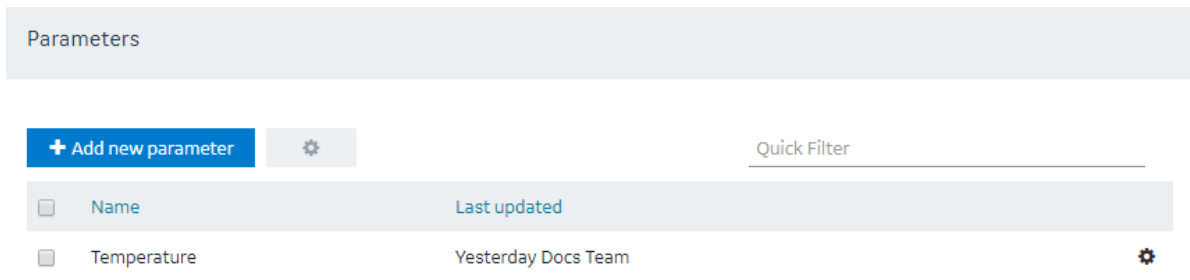 Parameters
Add new parameter
Quick Filter
Name Last updated
Temperature Yesterday Docs Team